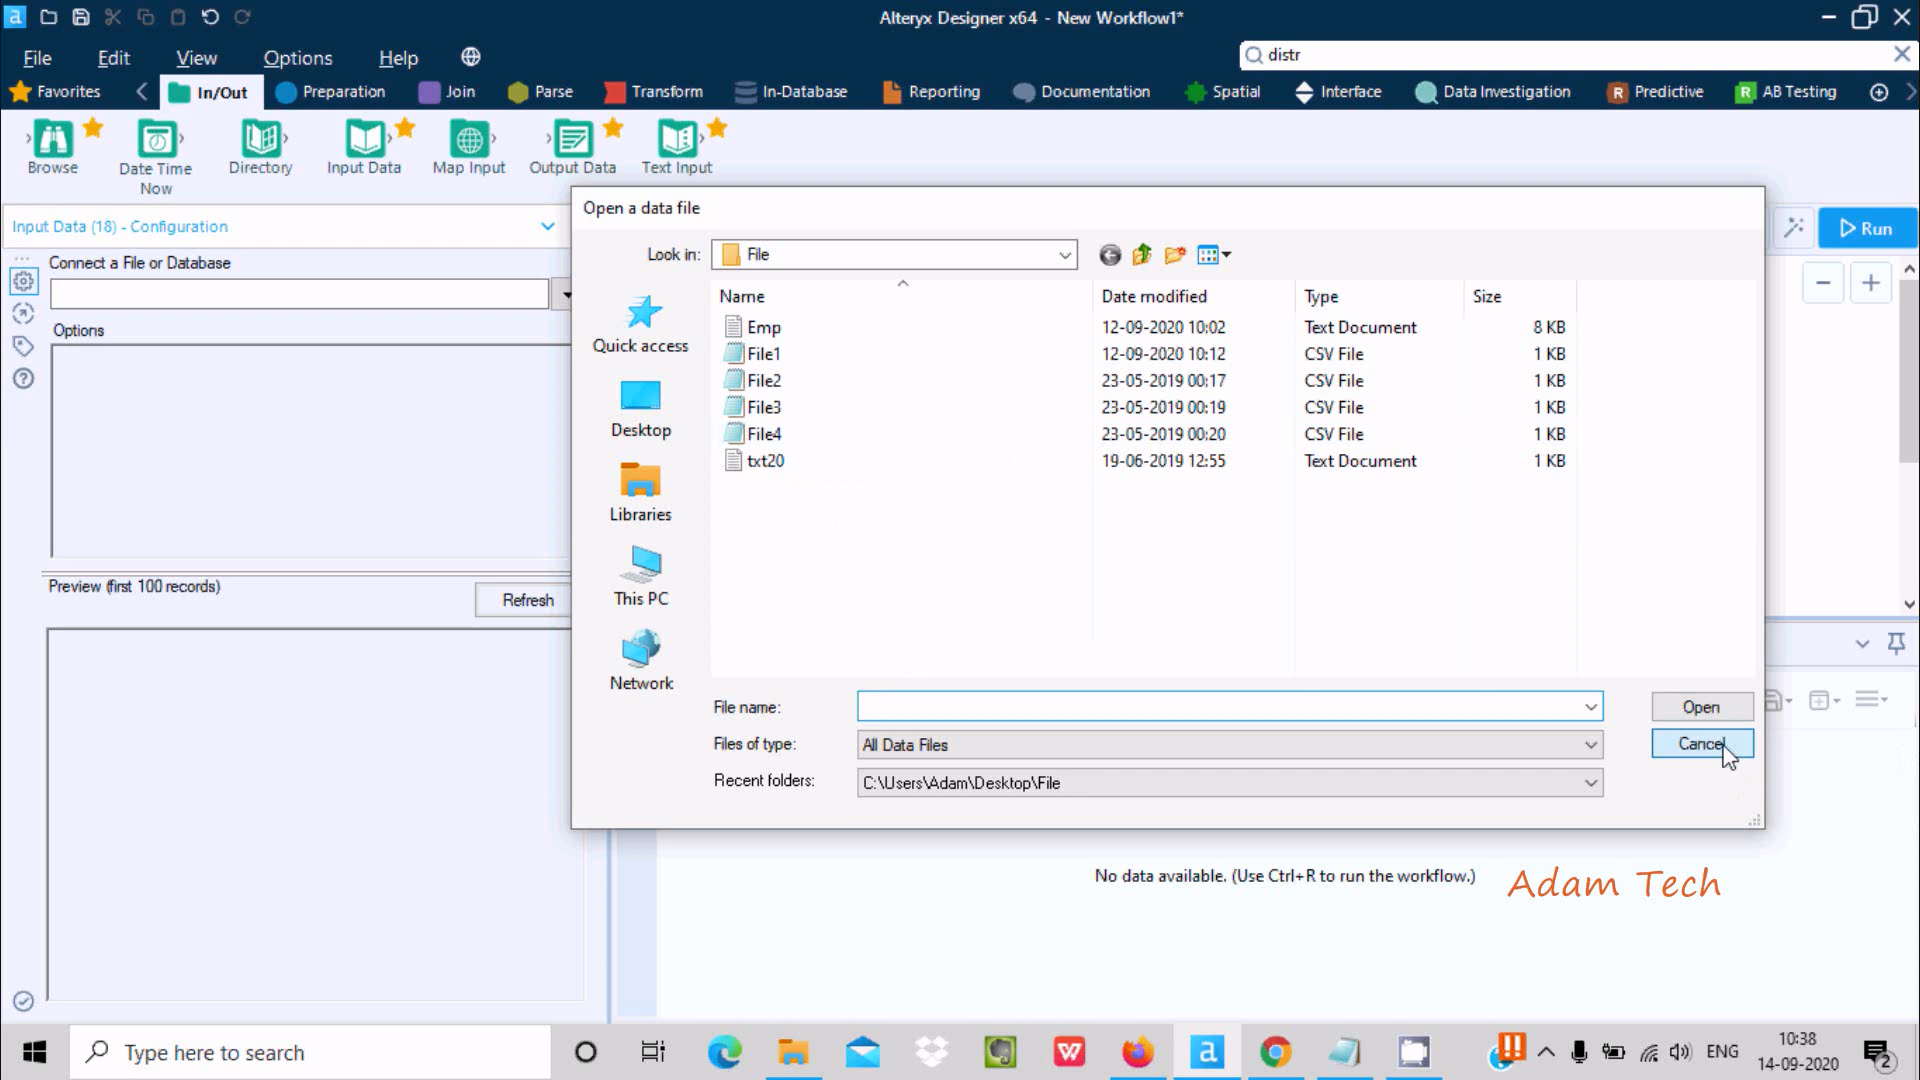 Alteryx Designer x64 - New Workflow1*
File Edit View Options Help distr
Favorites In/Out Preparation Join Parse Transform In-Database Reporting Documentation Spatial Interface Data Investigation Predictive AB Testing
Browse Date Time Now Directory Input Data Map Input Output Data Text Input
Input Data (18) - Configuration
Run
Connect a File or Database
Options
Preview (first 100 records)
Refresh
Open a data file
Look in: File
Quick access
Desktop
Libraries
This PC
Network
Name Date modified Type Size
Emp 12-09-2020 10:02 Text Document 8 KB
File1 12-09-2020 10:12 CSV File 1 KB
File2 23-05-2019 00:17 CSV File 1 KB
File3 23-05-2019 00:19 CSV File 1 KB
File4 23-05-2019 00:20 CSV File 1 KB
txt20 19-06-2019 12:55 Text Document 1 KB
File name: Open
Files of type: All Data Files Cancel
Recent folders: C:\Users\Adam\Desktop\File
No data available. (Use Ctrl+R to run the workflow.)
Adam Tech
Type here to search
ENG
10:38
14-09-2020
2